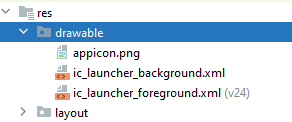 res
drawable
appicon.png
ic_launcher_background.xml
ic_launcher_foreground.xml (v24)
layout